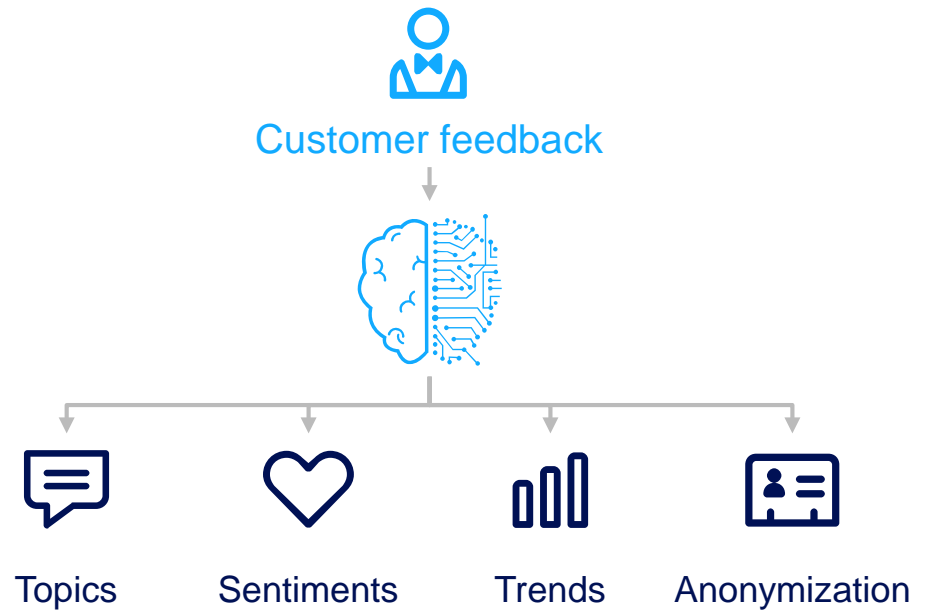 Customer feedback
Topics
Sentiments
Trends
Anonymization